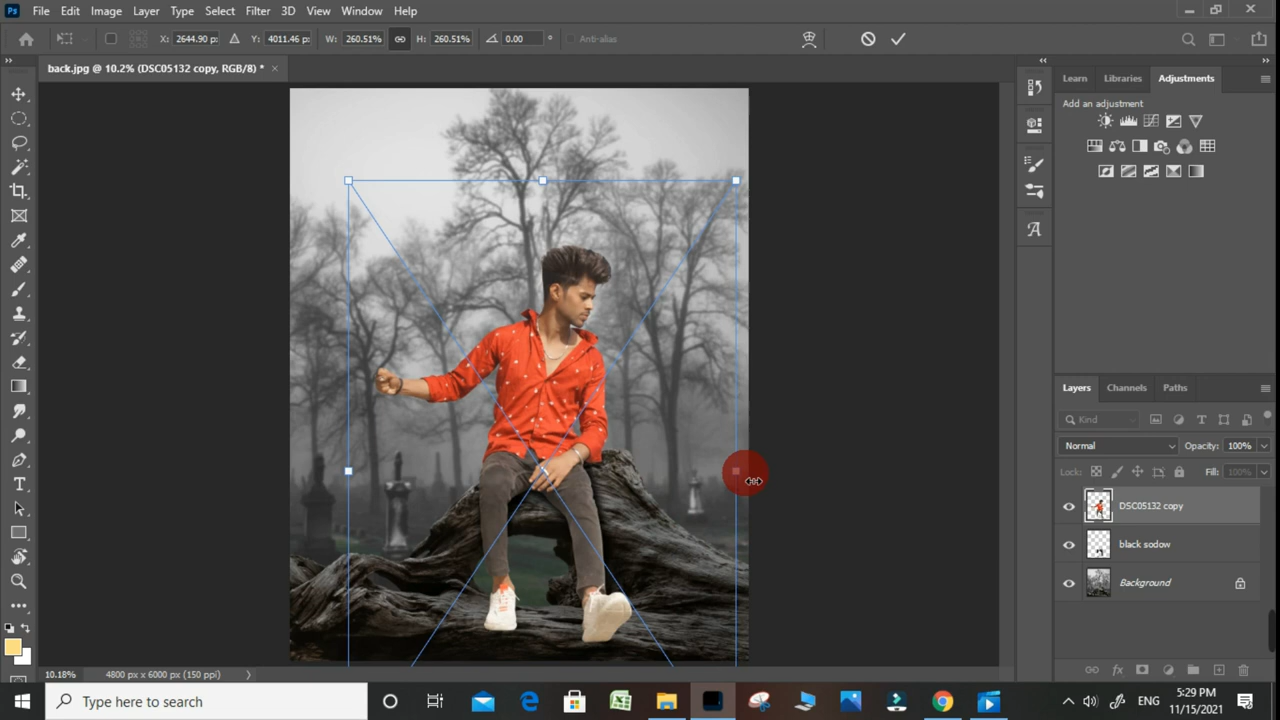 Ps File Edit Image Layer Type Select Filter 3D View Window Help
X: 2644.90 p: Y: 4011.46 p: W: 260.51% H: 260.51% 0.00 ° Anti-alias
back.jpg @ 10.2% (DSC05132 copy, RGB/8) * ×
Learn Libraries Adjustments
Add an adjustment
Layers Channels Paths
Kind
Normal Opacity: 100%
Lock: Fill: 100%
DSC05132 copy
black sodow
Background
10.18% 4800 px x 6000 px (150 ppi)
Type here to search
ENG
5:29 PM
11/15/2021